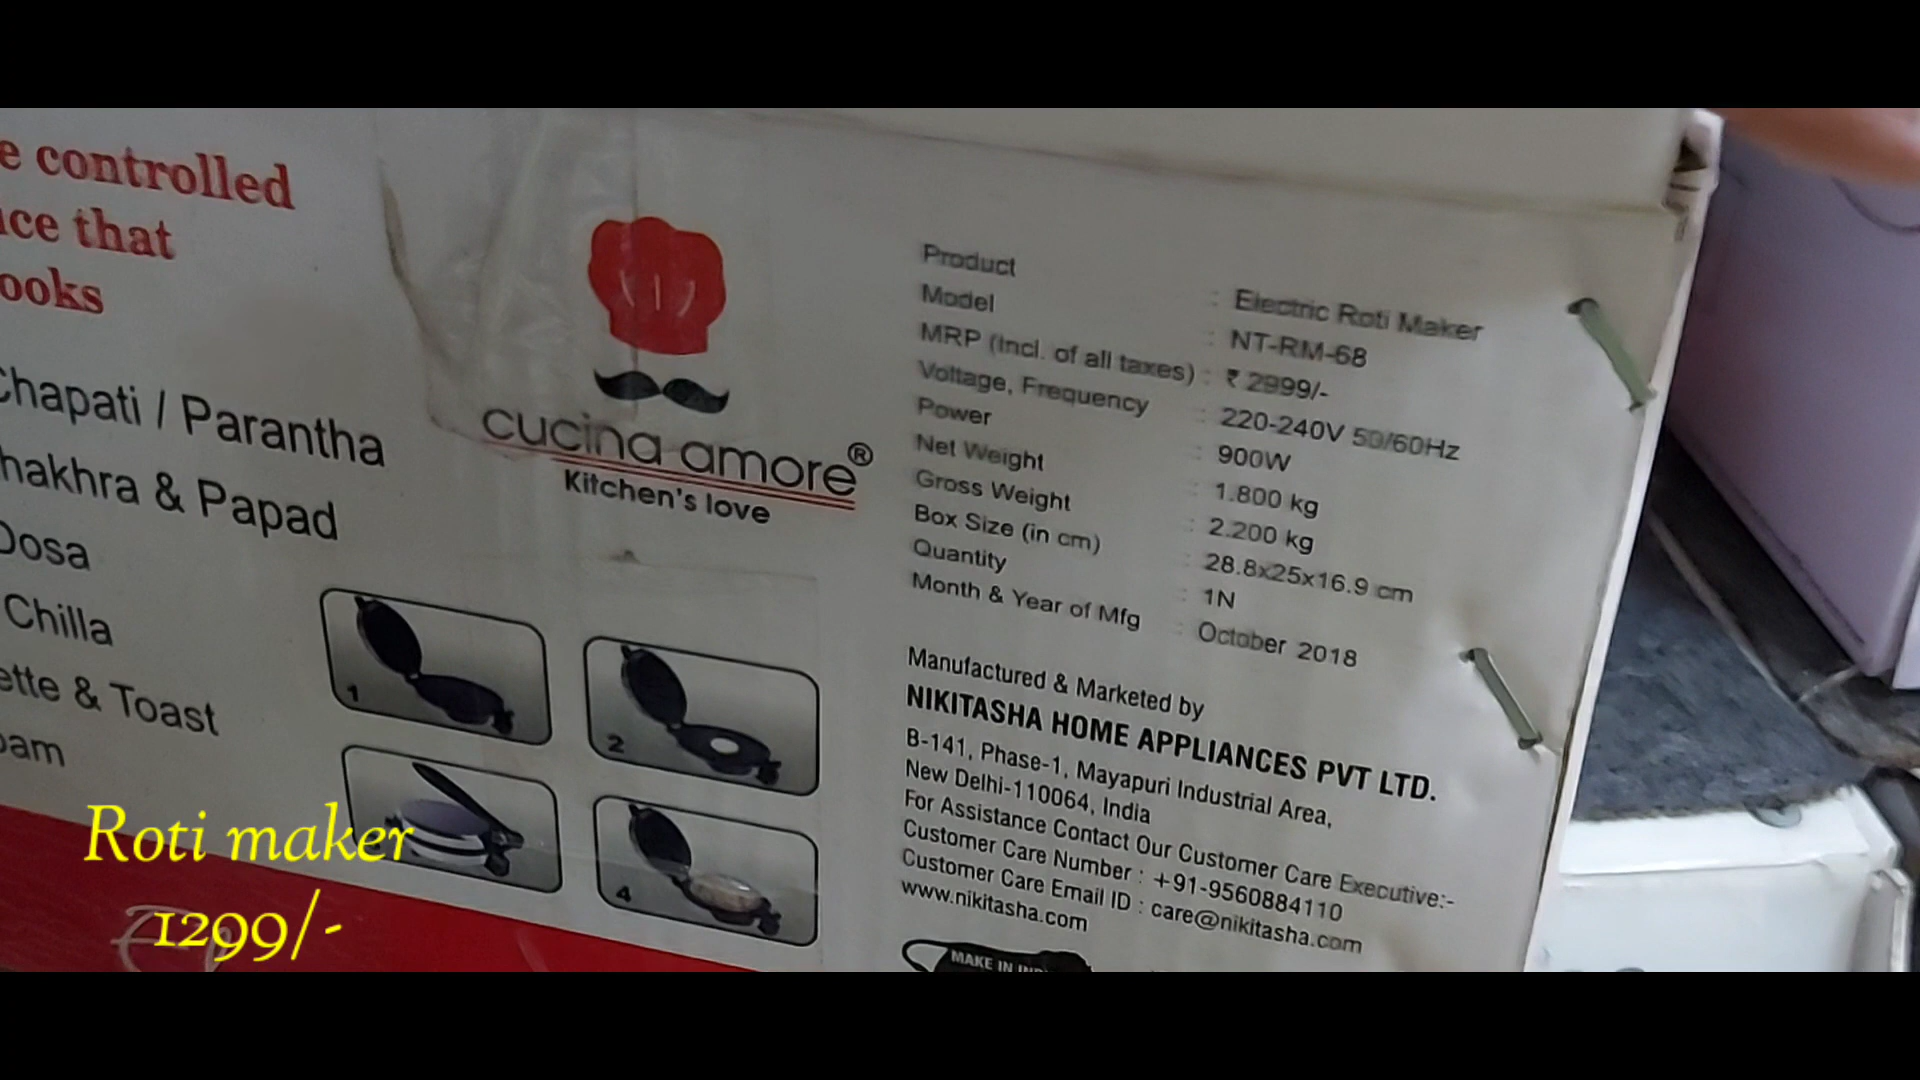 e controlled
ce that
ooks
Chapati / Parantha
hakhra & Papad
Dosa
Chilla
ette & Toast
am
cucina amore®
Kitchen's love
1
2
4
Product : Electric Roti Maker
Model : NT-RM-68
MRP (Incl. of all taxes) : ₹ 2999/-
Voltage, Frequency : 220-240V 50/60Hz
Power : 900W
Net Weight : 1.800 kg
Gross Weight : 2.200 kg
Box Size (in cm) : 28.8x25x16.9 cm
Quantity : 1N
Month & Year of Mfg : October 2018
Manufactured & Marketed by
NIKITASHA HOME APPLIANCES PVT LTD.
B-141, Phase-1, Mayapuri Industrial Area,
New Delhi-110064, India
For Assistance Contact Our Customer Care Executive:-
Customer Care Number : +91-9560884110
Customer Care Email ID : care@nikitasha.com
www.nikitasha.com
MAKE IN IN
Roti maker
1299/-